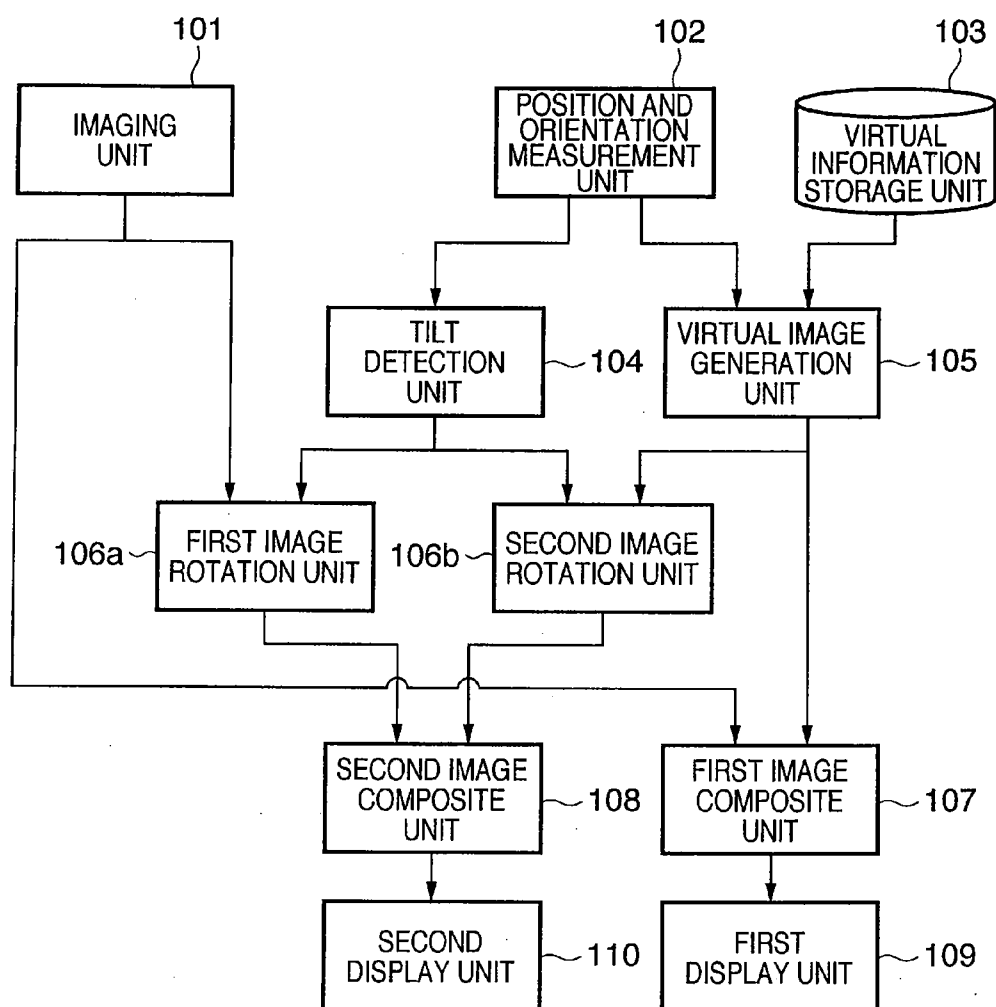 101
102
103
IMAGING
UNIT
POSITION AND
ORIENTATION
MEASUREMENT
UNIT
VIRTUAL
INFORMATION
STORAGE UNIT
TILT
DETECTION
UNIT
104
VIRTUAL IMAGE
GENERATION
UNIT
105
106a
FIRST IMAGE
ROTATION UNIT
106b
SECOND IMAGE
ROTATION UNIT
SECOND IMAGE
COMPOSITE
UNIT
108
FIRST IMAGE
COMPOSITE
UNIT
107
SECOND
DISPLAY UNIT
110
FIRST
DISPLAY UNIT
109